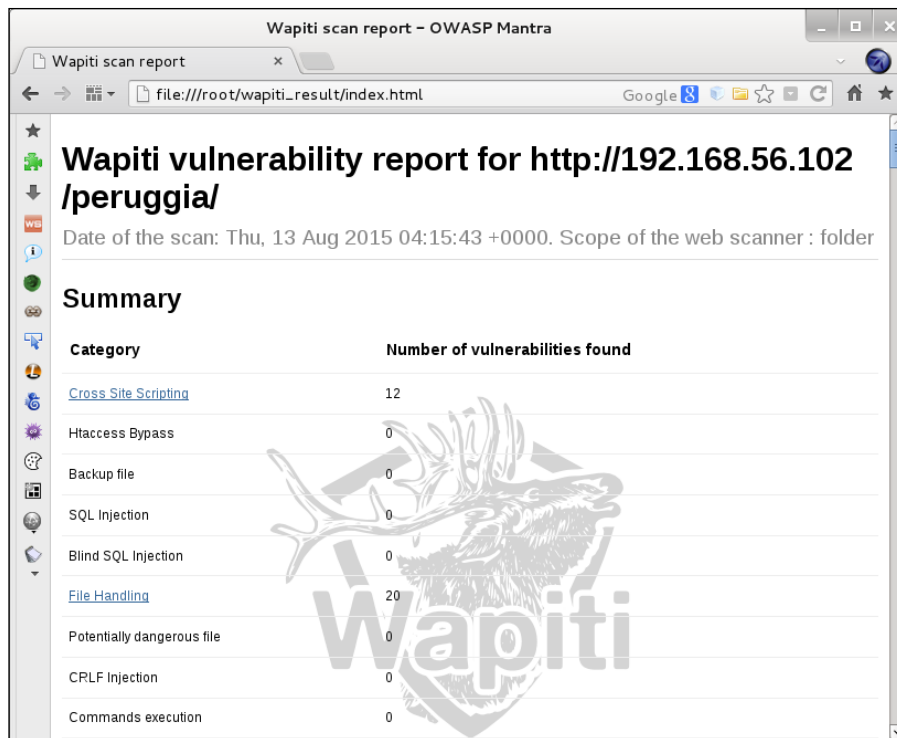 Wapiti scan report - OWASP Mantra
Wapiti scan report
file:///root/wapiti_result/index.html
Google 8
WS
Wapiti vulnerability report for http://192.168.56.102
/peruggia/
Date of the scan: Thu, 13 Aug 2015 04:15:43 +0000. Scope of the web scanner : folder
Summary
Category Number of vulnerabilities found
Cross Site Scripting 12
Htaccess Bypass 0
Backup file 0
SQL Injection 0
Blind SQL Injection 0
File Handling 20
Potentially dangerous file 0
CRLF Injection 0
Commands execution 0
Wapiti